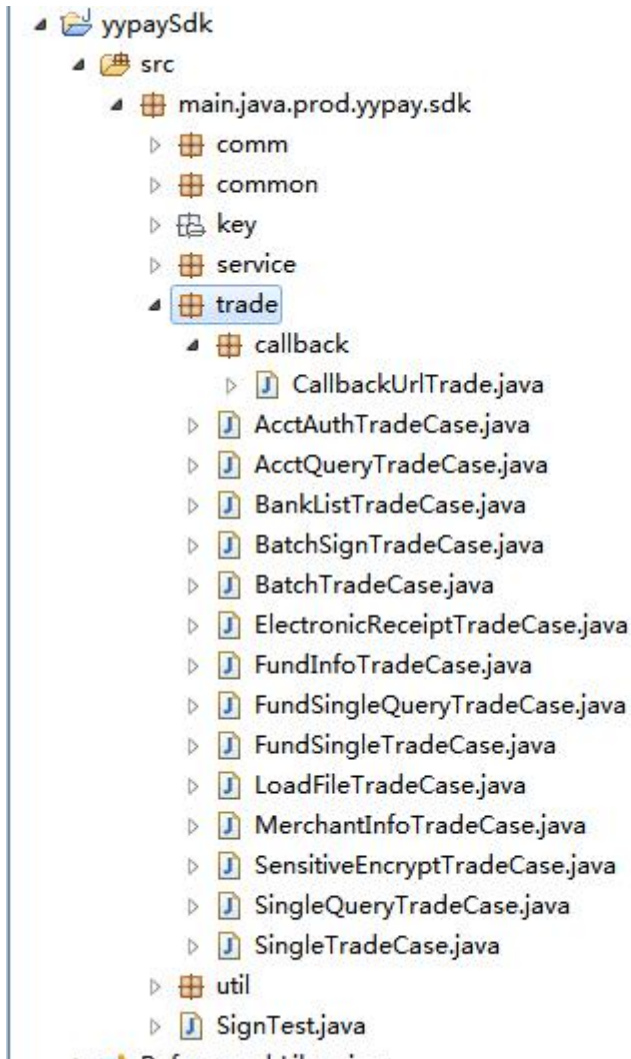 yypaySdk
src
main.java.prod.yypay.sdk
comm
common
key
service
trade
callback
CallbackUrlTrade.java
AcctAuthTradeCase.java
AcctQueryTradeCase.java
BankListTradeCase.java
BatchSignTradeCase.java
BatchTradeCase.java
ElectronicReceiptTradeCase.java
FundInfoTradeCase.java
FundSingleQueryTradeCase.java
FundSingleTradeCase.java
LoadFileTradeCase.java
MerchantInfoTradeCase.java
SensitiveEncryptTradeCase.java
SingleQueryTradeCase.java
SingleTradeCase.java
util
SignTest.java